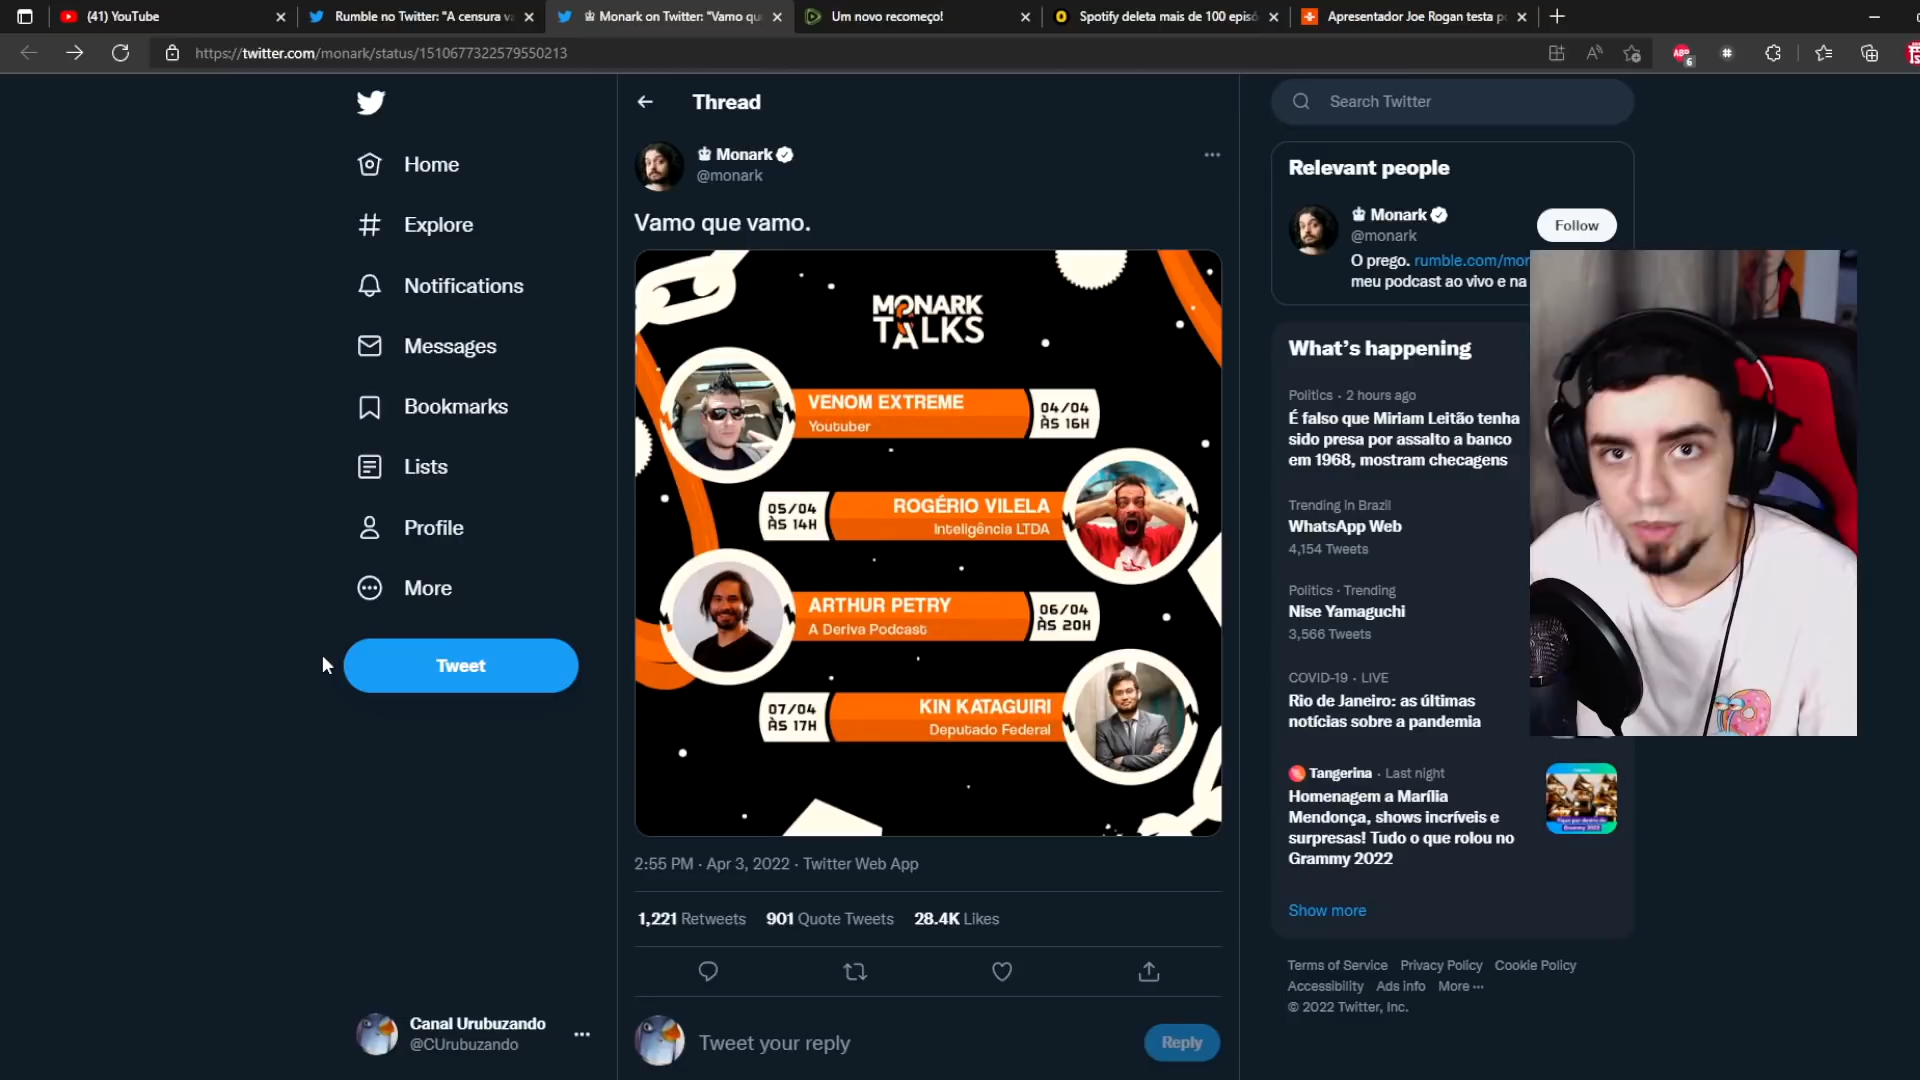 (41) YouTube
Rumble no Twitter: "A censura va
Monark on Twitter: "Vamo qu
Um novo recomeço!
Spotify deleta mais de 100 episó
Apresentador Joe Rogan testa p
https://twitter.com/monark/status/1510677322579550213
ABP
6
Home
Explore
Notifications
Messages
Bookmarks
Lists
Profile
More
Tweet
Canal Urubuzando
@CUrubuzando
Thread
Monark
@monark
Vamo que vamo.
MONARK
TALKS
VENOM EXTREME
Youtuber
04/04
ÀS 16H
05/04
ÀS 14H
ROGÉRIO VILELA
Inteligência LTDA
ARTHUR PETRY
A Deriva Podcast
06/04
ÀS 20H
07/04
ÀS 17H
KIN KATAGUIRI
Deputado Federal
2:55 PM · Apr 3, 2022 · Twitter Web App
1,221 Retweets 901 Quote Tweets 28.4K Likes
Tweet your reply
Reply
Search Twitter
Relevant people
Monark
@monark
Follow
O prego. rumble.com/mon
meu podcast ao vivo e na
What's happening
Politics · 2 hours ago
É falso que Miriam Leitão tenha
sido presa por assalto a banco
em 1968, mostram checagens
Trending in Brazil
WhatsApp Web
4,154 Tweets
Politics · Trending
Nise Yamaguchi
3,566 Tweets
COVID-19 · LIVE
Rio de Janeiro: as últimas
notícias sobre a pandemia
Tangerina · Last night
Homenagem a Marília
Mendonça, shows incríveis e
surpresas! Tudo o que rolou no
Grammy 2022
Show more
Terms of Service Privacy Policy Cookie Policy
Accessibility Ads info More ···
© 2022 Twitter, Inc.